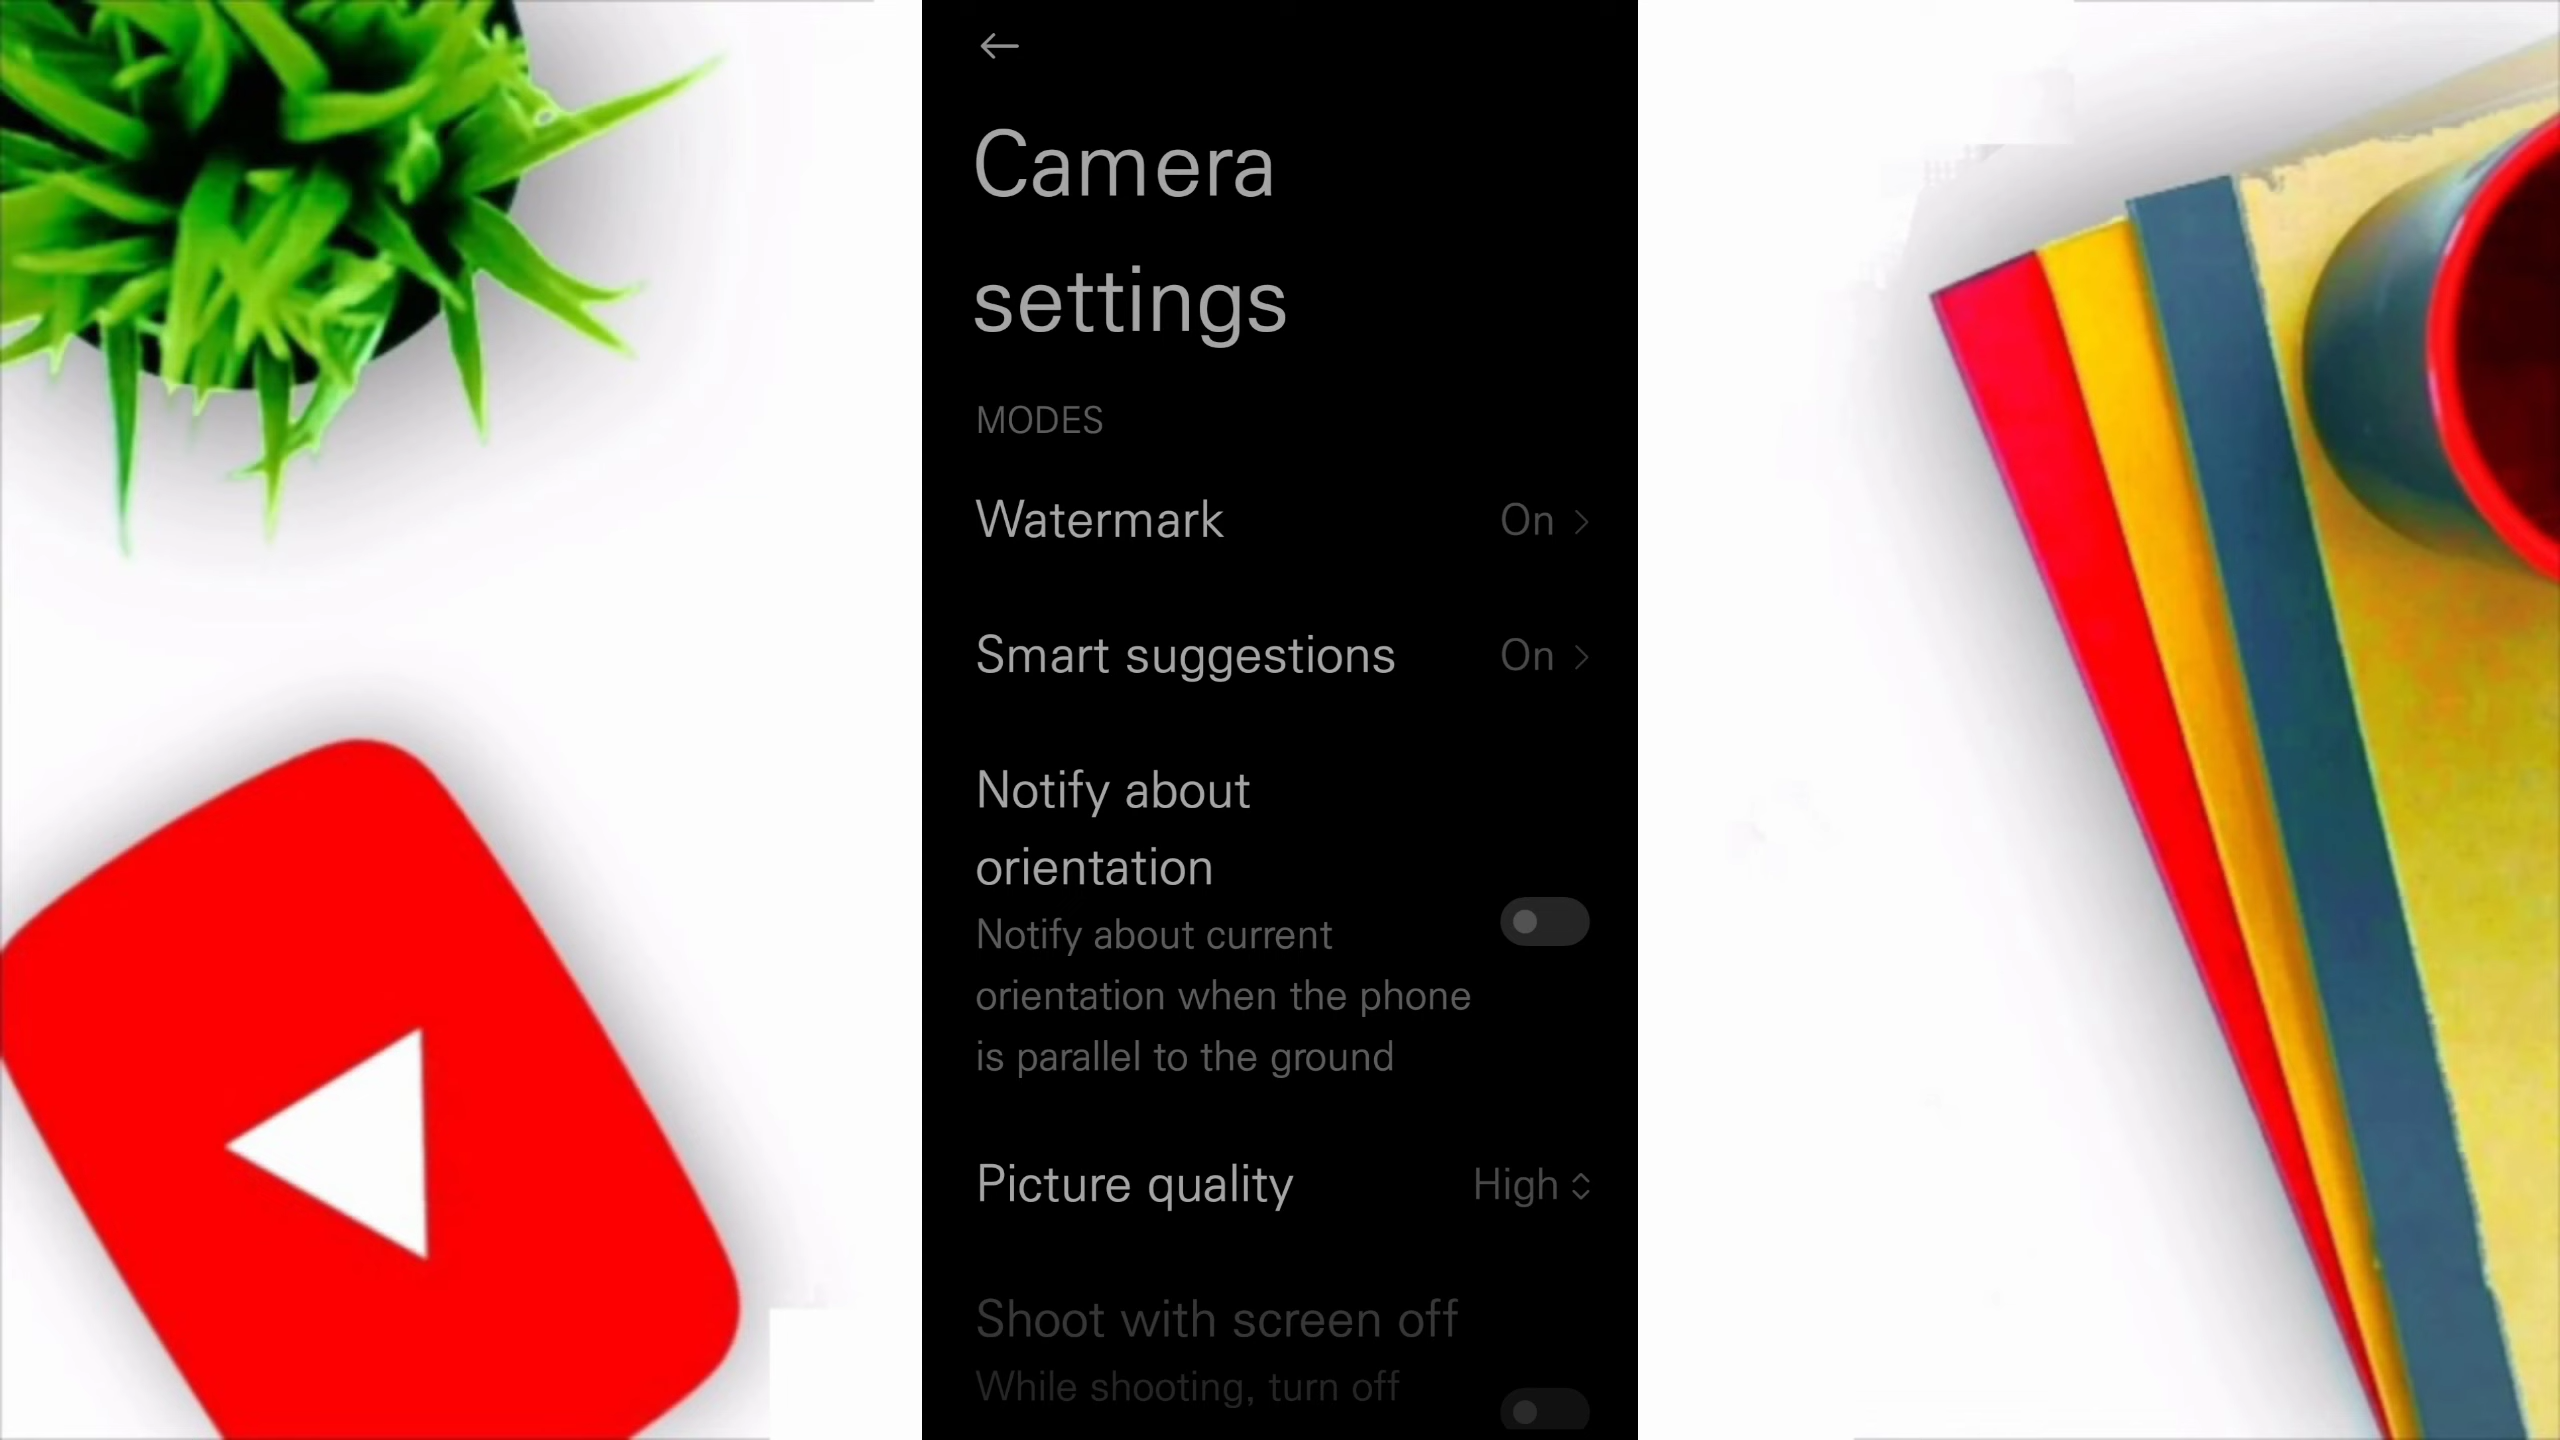 Camera
settings
MODES
Watermark On
Smart suggestions On
Notify about
orientation
Notify about current
orientation when the phone
is parallel to the ground
Picture quality High
Shoot with screen off
While shooting, turn off